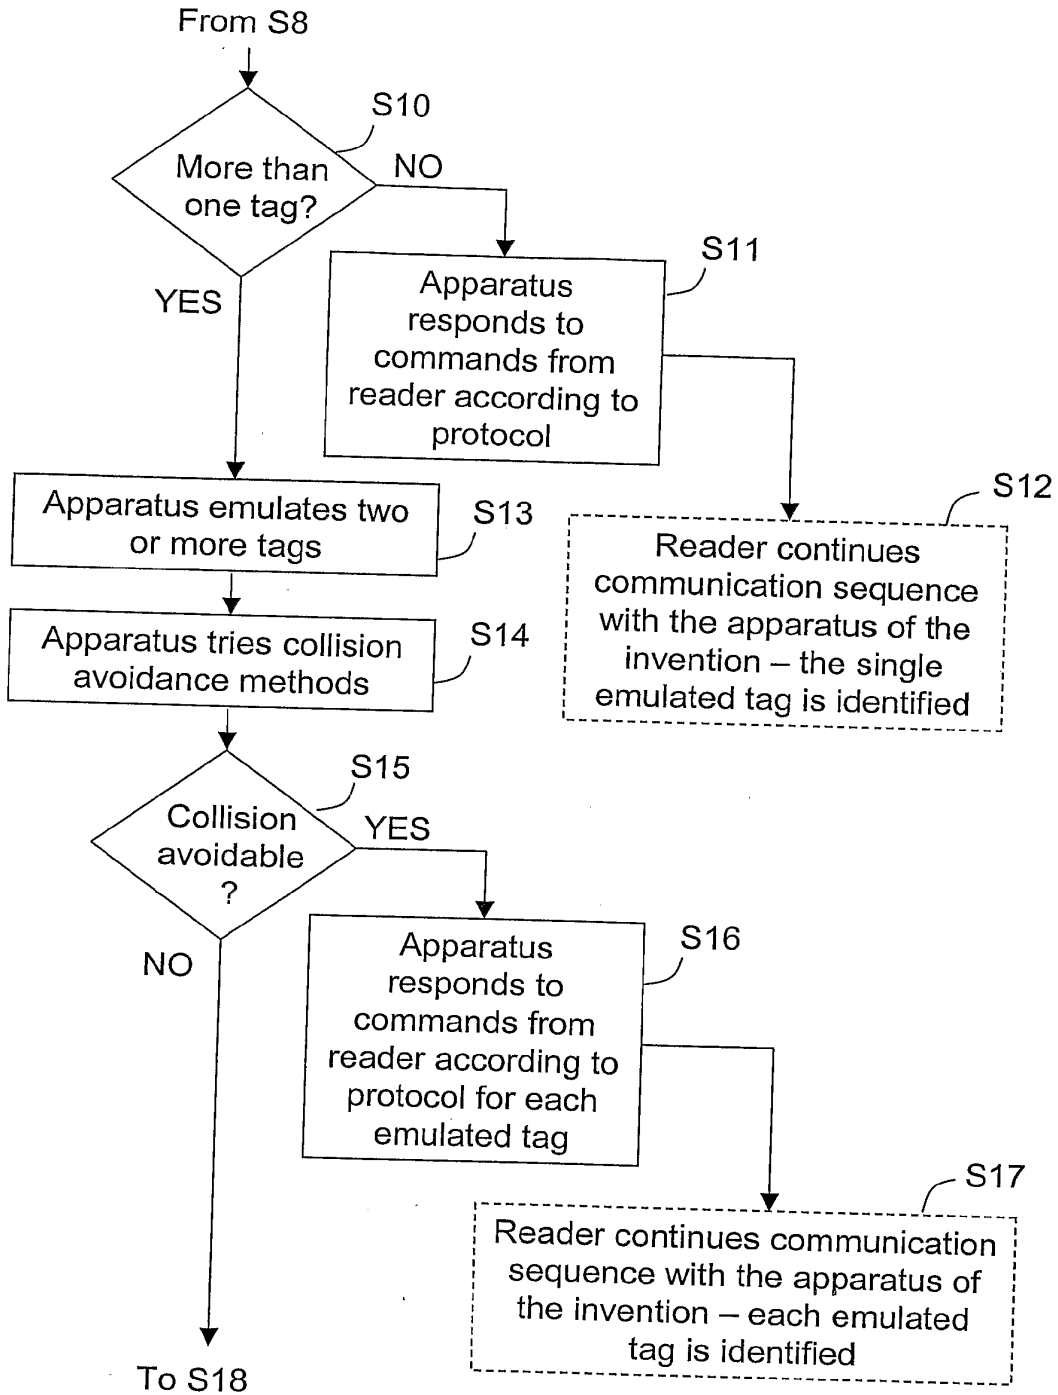 From S8
S10
More than
one tag?
NO
YES
S11
Apparatus
responds to
commands from
reader according to
protocol
S12
Reader continues
communication sequence
with the apparatus of the
invention – the single
emulated tag is identified
Apparatus emulates two
or more tags
S13
Apparatus tries collision
avoidance methods
S14
S15
Collision
avoidable
?
YES
NO
S16
Apparatus
responds to
commands from
reader according to
protocol for each
emulated tag
S17
Reader continues communication
sequence with the apparatus of
the invention – each emulated
tag is identified
To S18